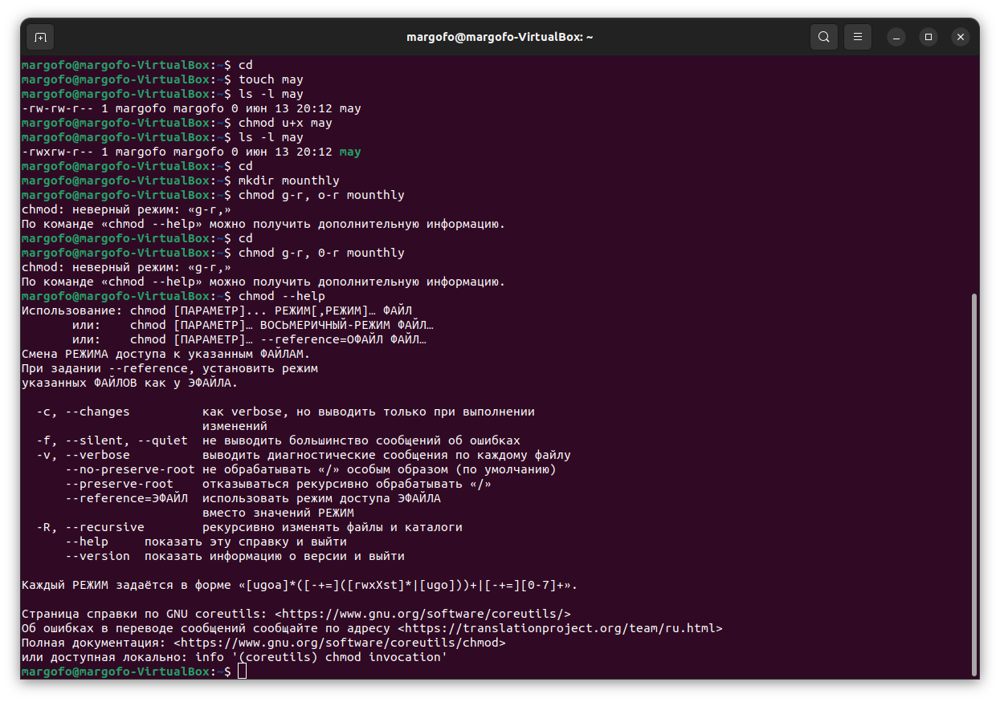 margofo@margofo-VirtualBox: ~
margofo@margofo-VirtualBox:~$ cd
margofo@margofo-VirtualBox:~$ touch may
margofo@margofo-VirtualBox:~$ ls -l may
-rw-rw-r-- 1 margofo margofo 0 июн 13 20:12 may
margofo@margofo-VirtualBox:~$ chmod u+x may
margofo@margofo-VirtualBox:~$ ls -l may
-rwxrw-r-- 1 margofo margofo 0 июн 13 20:12 may
margofo@margofo-VirtualBox:~$ cd
margofo@margofo-VirtualBox:~$ mkdir mounthly
margofo@margofo-VirtualBox:~$ chmod g-r, o-r mounthly
chmod: неверный режим: «g-r,»
По команде «chmod --help» можно получить дополнительную информацию.
margofo@margofo-VirtualBox:~$ cd
margofo@margofo-VirtualBox:~$ chmod g-r, 0-r mounthly
chmod: неверный режим: «g-r,»
По команде «chmod --help» можно получить дополнительную информацию.
margofo@margofo-VirtualBox:~$ chmod --help
Использование: chmod [ПАРАМЕТР]... РЕЖИМ[,РЕЖИМ]… ФАЙЛ
       или:    chmod [ПАРАМЕТР]… ВОСЬМЕРИЧНЫЙ-РЕЖИМ ФАЙЛ…
       или:    chmod [ПАРАМЕТР]… --reference=ОФАЙЛ ФАЙЛ…
Смена РЕЖИМА доступа к указанным ФАЙЛАМ.
При задании --reference, установить режим
указанных ФАЙЛОВ как у ЭФАЙЛА.

  -c, --changes          как verbose, но выводить только при выполнении
                         изменений
  -f, --silent, --quiet  не выводить большинство сообщений об ошибках
  -v, --verbose          выводить диагностические сообщения по каждому файлу
      --no-preserve-root не обрабатывать «/» особым образом (по умолчанию)
      --preserve-root    отказываться рекурсивно обрабатывать «/»
      --reference=ЭФАЙЛ  использовать режим доступа ЭФАЙЛА
                         вместо значений РЕЖИМ
  -R, --recursive        рекурсивно изменять файлы и каталоги
      --help     показать эту справку и выйти
      --version  показать информацию о версии и выйти

Каждый РЕЖИМ задаётся в форме «[ugoa]*([-+=]([rwxXst]*|[ugo]))+|[-+=][0-7]+».

Страница справки по GNU coreutils: <https://www.gnu.org/software/coreutils/>
Об ошибках в переводе сообщений сообщайте по адресу <https://translationproject.org/team/ru.html>
Полная документация: <https://www.gnu.org/software/coreutils/chmod>
или доступная локально: info '(coreutils) chmod invocation'
margofo@margofo-VirtualBox:~$